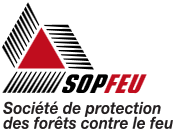 SOPFEU
Société de protection
des forêts contre le feu